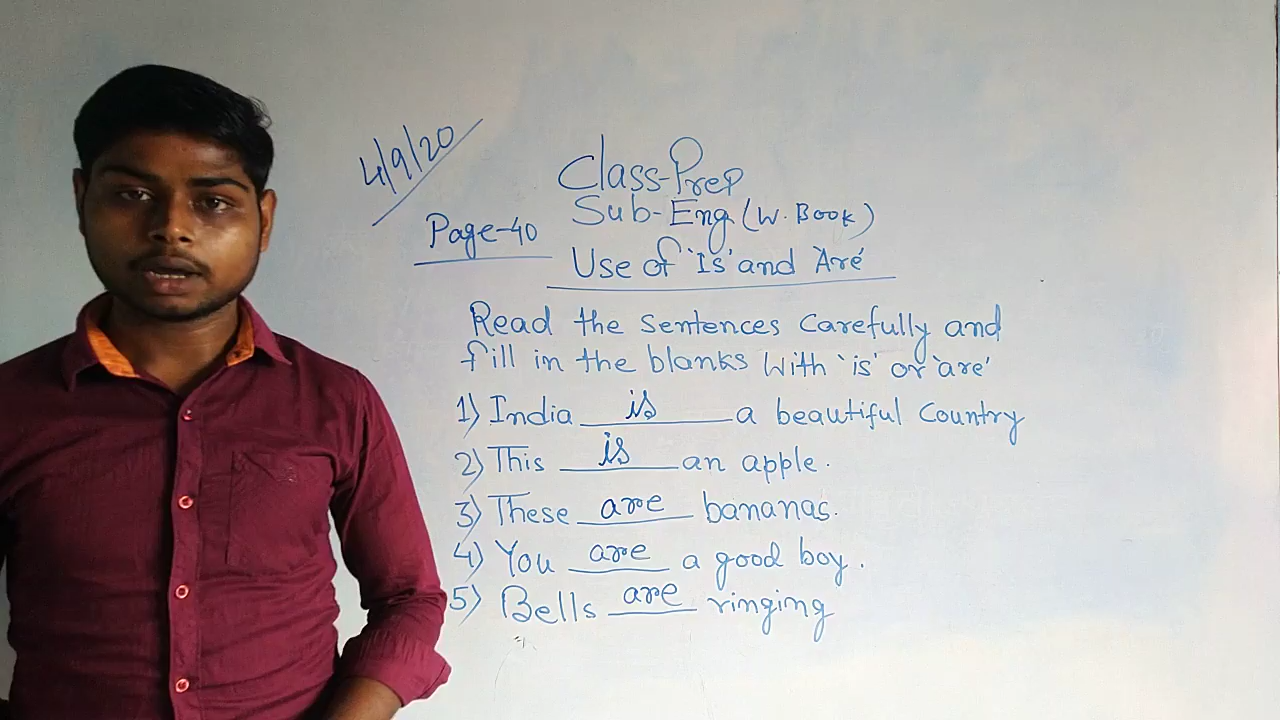 4/9/20
Class-Prep
Sub-Eng (W. Book)
Page-40
Use of 'Is' and 'Are'
Read the sentences carefully and
fill in the blanks with 'is' or 'are'
1) India is a beautiful Country
2) This is an apple.
3) These are bananas.
4) You are a good boy.
5) Bells are ringing